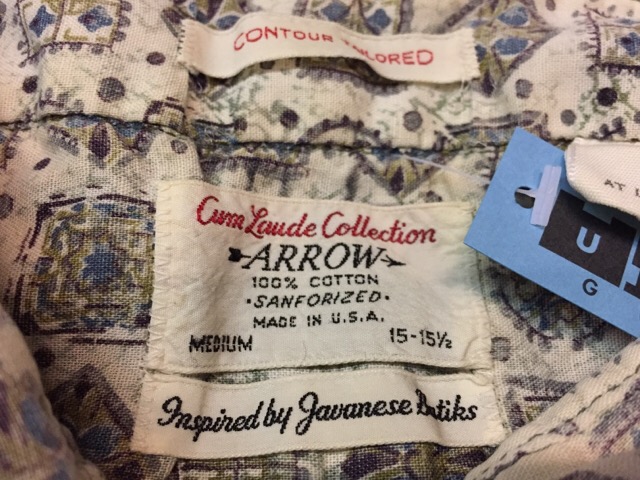 CONTOUR TAILORED
Cum Laude Collection
ARROW
100% COTTON
•SANFORIZED•
MADE IN U.S.A.
MEDIUM 15-15½
Inspired by Javanese Batiks
AT
U
G